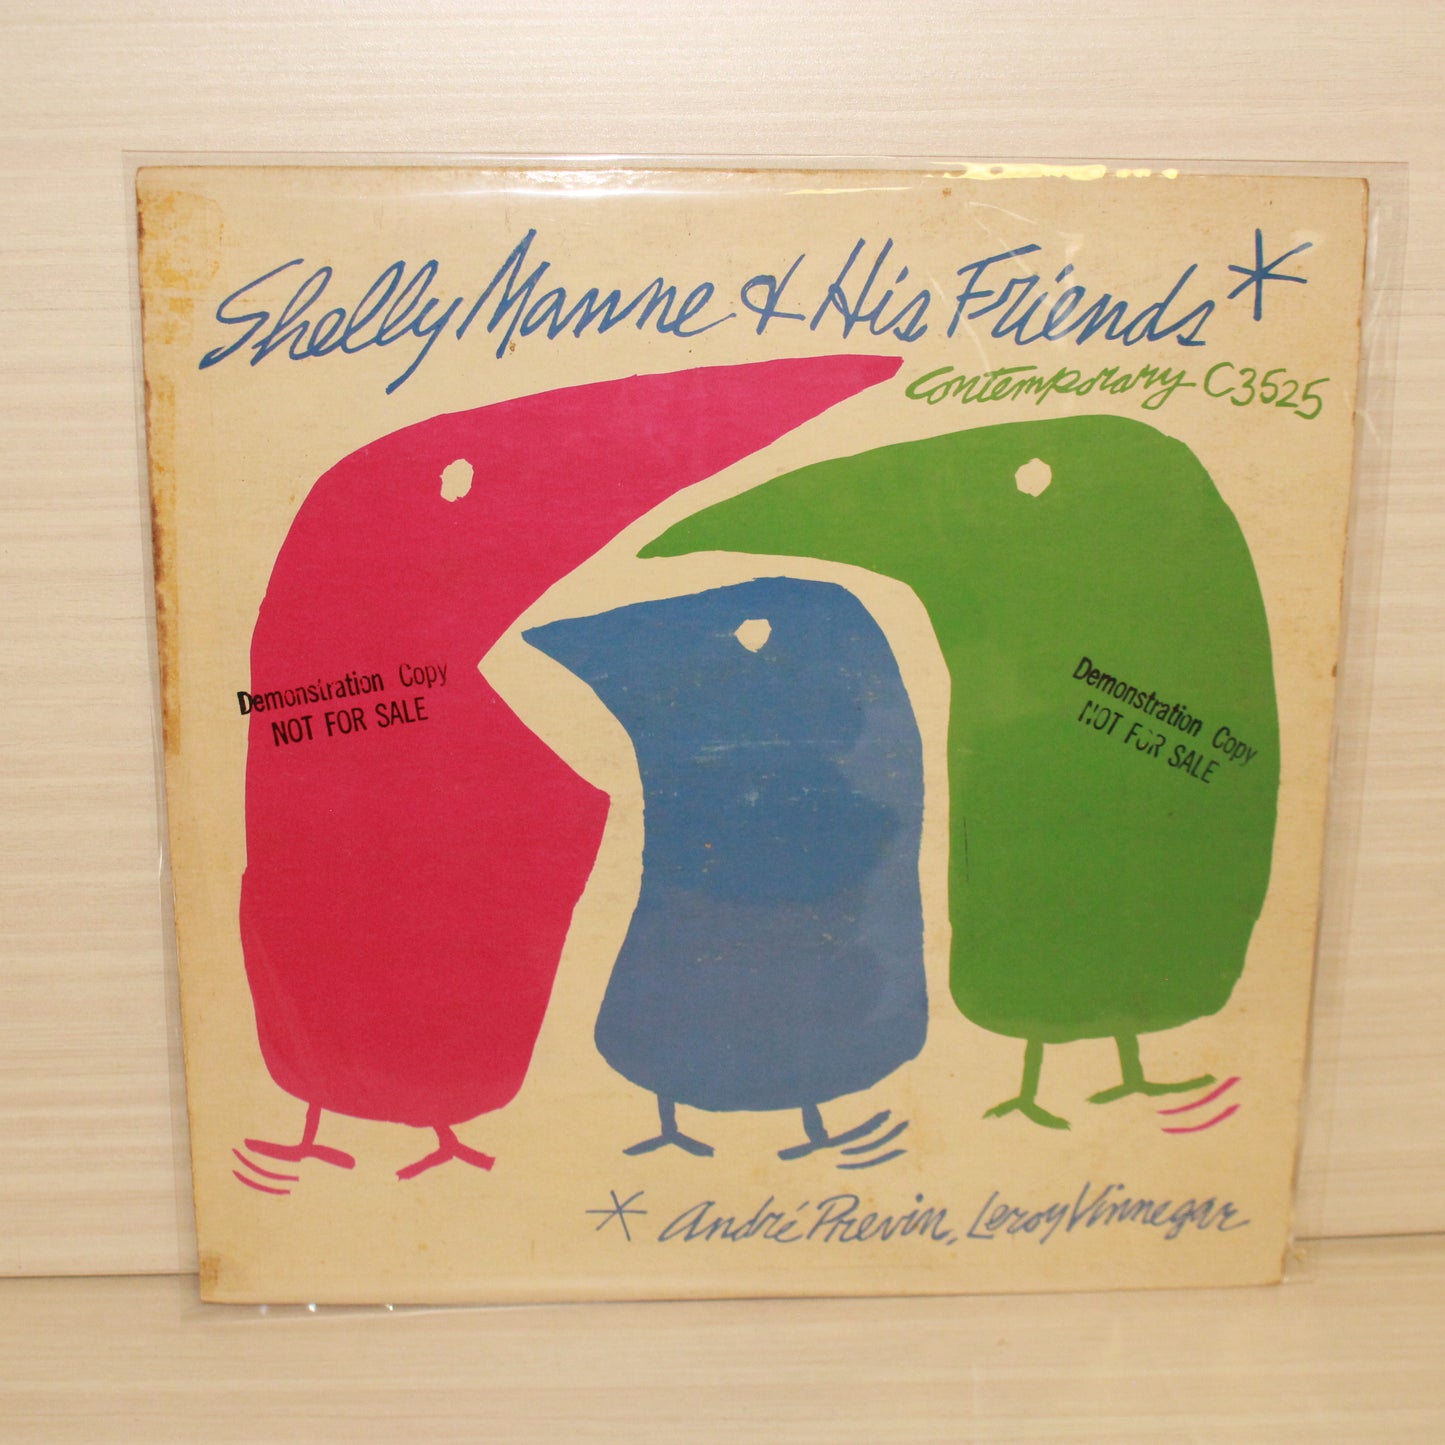 Shelly Manne & His Friends*
Contemporary C3525
Demonstration Copy
NOT FOR SALE
Demonstration Copy
NOT FOR SALE
* André Previn, Leroy Vinnegar